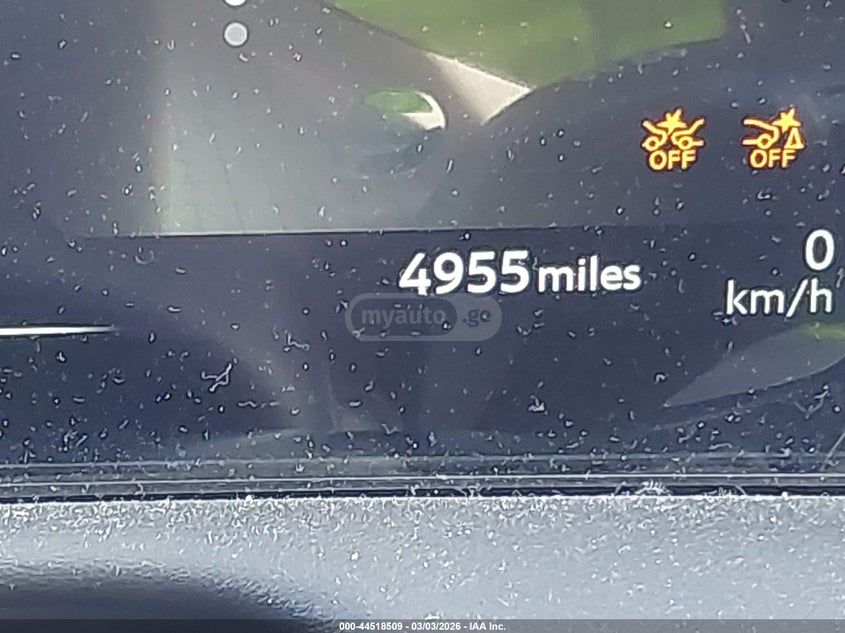 OFF OFF
0
4955 miles
km/h
myauto .ge
000-44518509 - 03/03/2026 - IAA Inc.